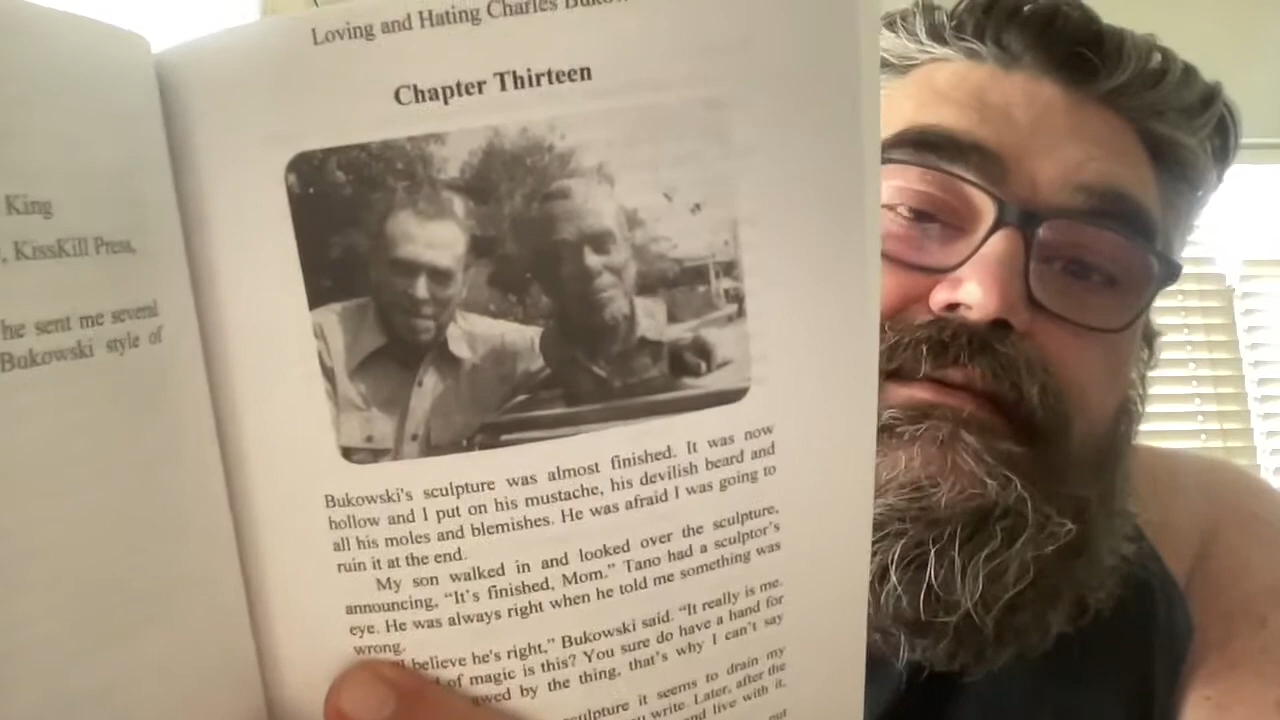 King
, KissKill Press,
he sent me several
Bukowski style of
Loving and Hating Charles
Chapter Thirteen
Bukowski's sculpture was almost finished. It was now
hollow and I put on his mustache, his devilish beard and
all his moles and blemishes. He was afraid I was going to
ruin it at the end.
My son walked in and looked over the sculpture,
announcing, “It’s finished, Mom.” Tano had a sculptor’s
eye. He was always right when he told me something was
wrong.
believe he's right,” Bukowski said. “It really is me.
of magic is this? You sure do have a hand for
by the thing, that’s why I can’t say
sculpture it seems to drain my
write. Later, after the
and live with it.